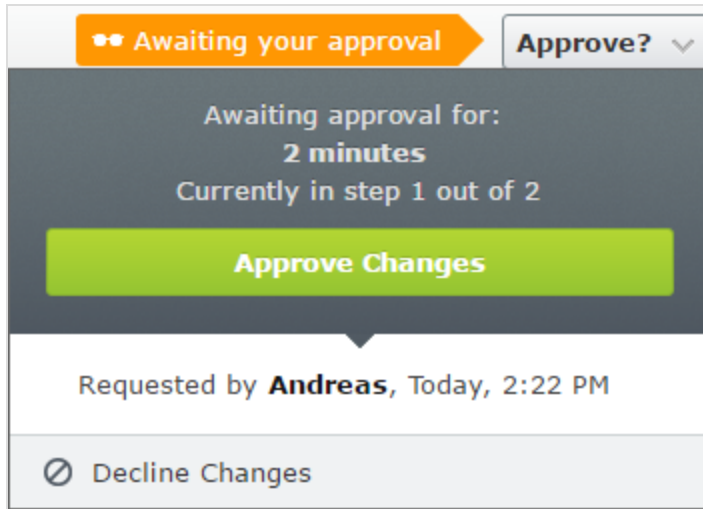 Awaiting your approval
Approve?
Awaiting approval for:
2 minutes
Currently in step 1 out of 2
Approve Changes
Requested by Andreas, Today, 2:22 PM
Decline Changes